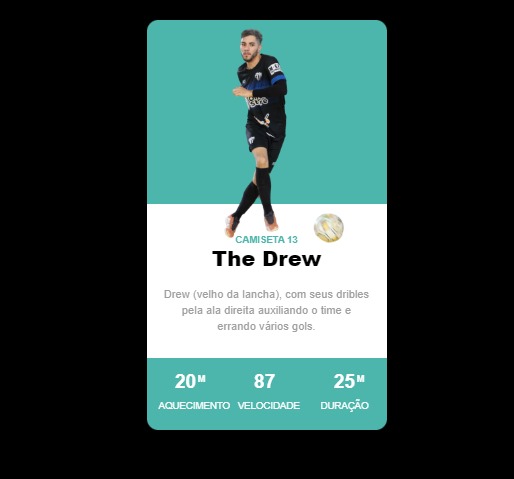 CAMISETA 13
The Drew
Drew (velho da lancha), com seus dribles
pela ala direita auxiliando o time e
errando vários gols.
20M 87 25M
AQUECIMENTO VELOCIDADE DURAÇÃO